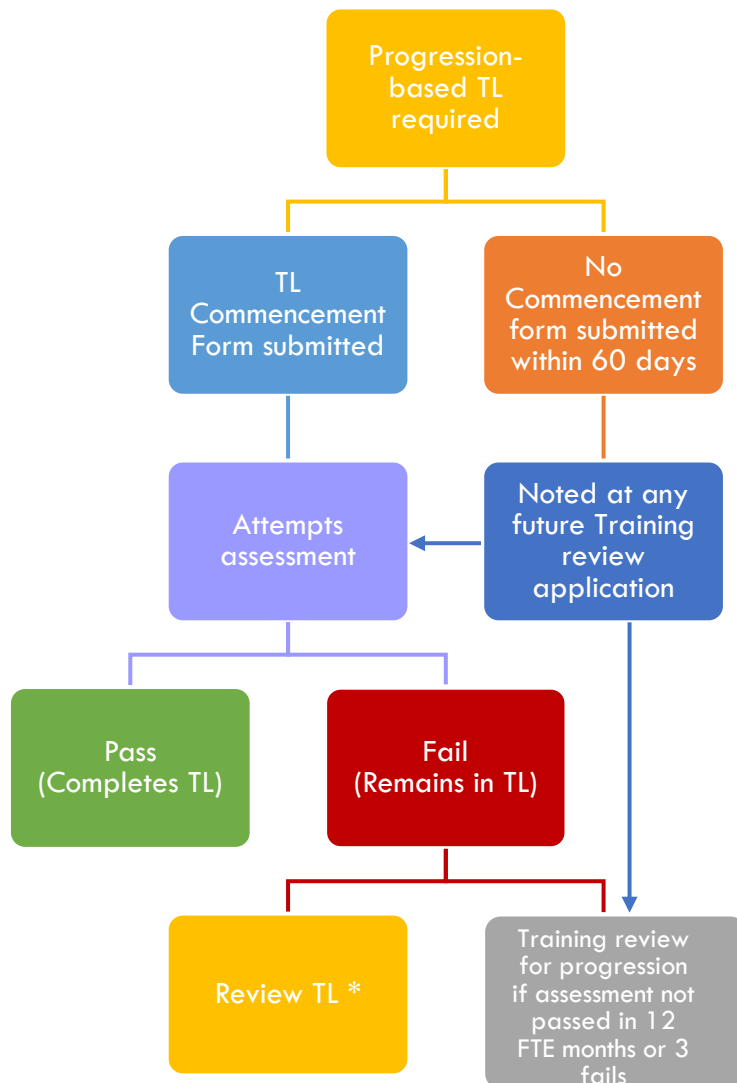 Progression-
based TL
required
TL
Commencement
Form submitted
No
Commencement
form submitted
within 60 days
Attempts
assessment
Noted at any
future Training
review
application
Pass
(Completes TL)
Fail
(Remains in TL)
Review TL *
Training review
for progression
if assessment not
passed in 12
FTE months or 3
fails